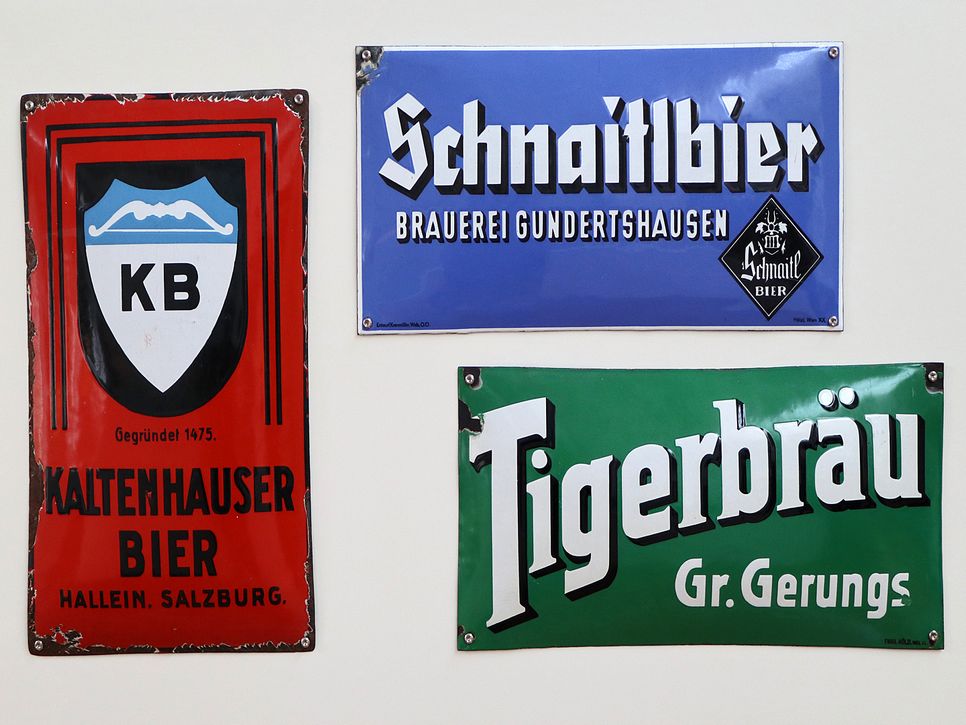 KB
Gegründet 1475.
KALTENHAUSER
BIER
HALLEIN. SALZBURG.
Schnaitlbier
BRAUEREI GUNDERTSHAUSEN
Schnaitl
BIER
Tigerbräu
Gr. Gerungs